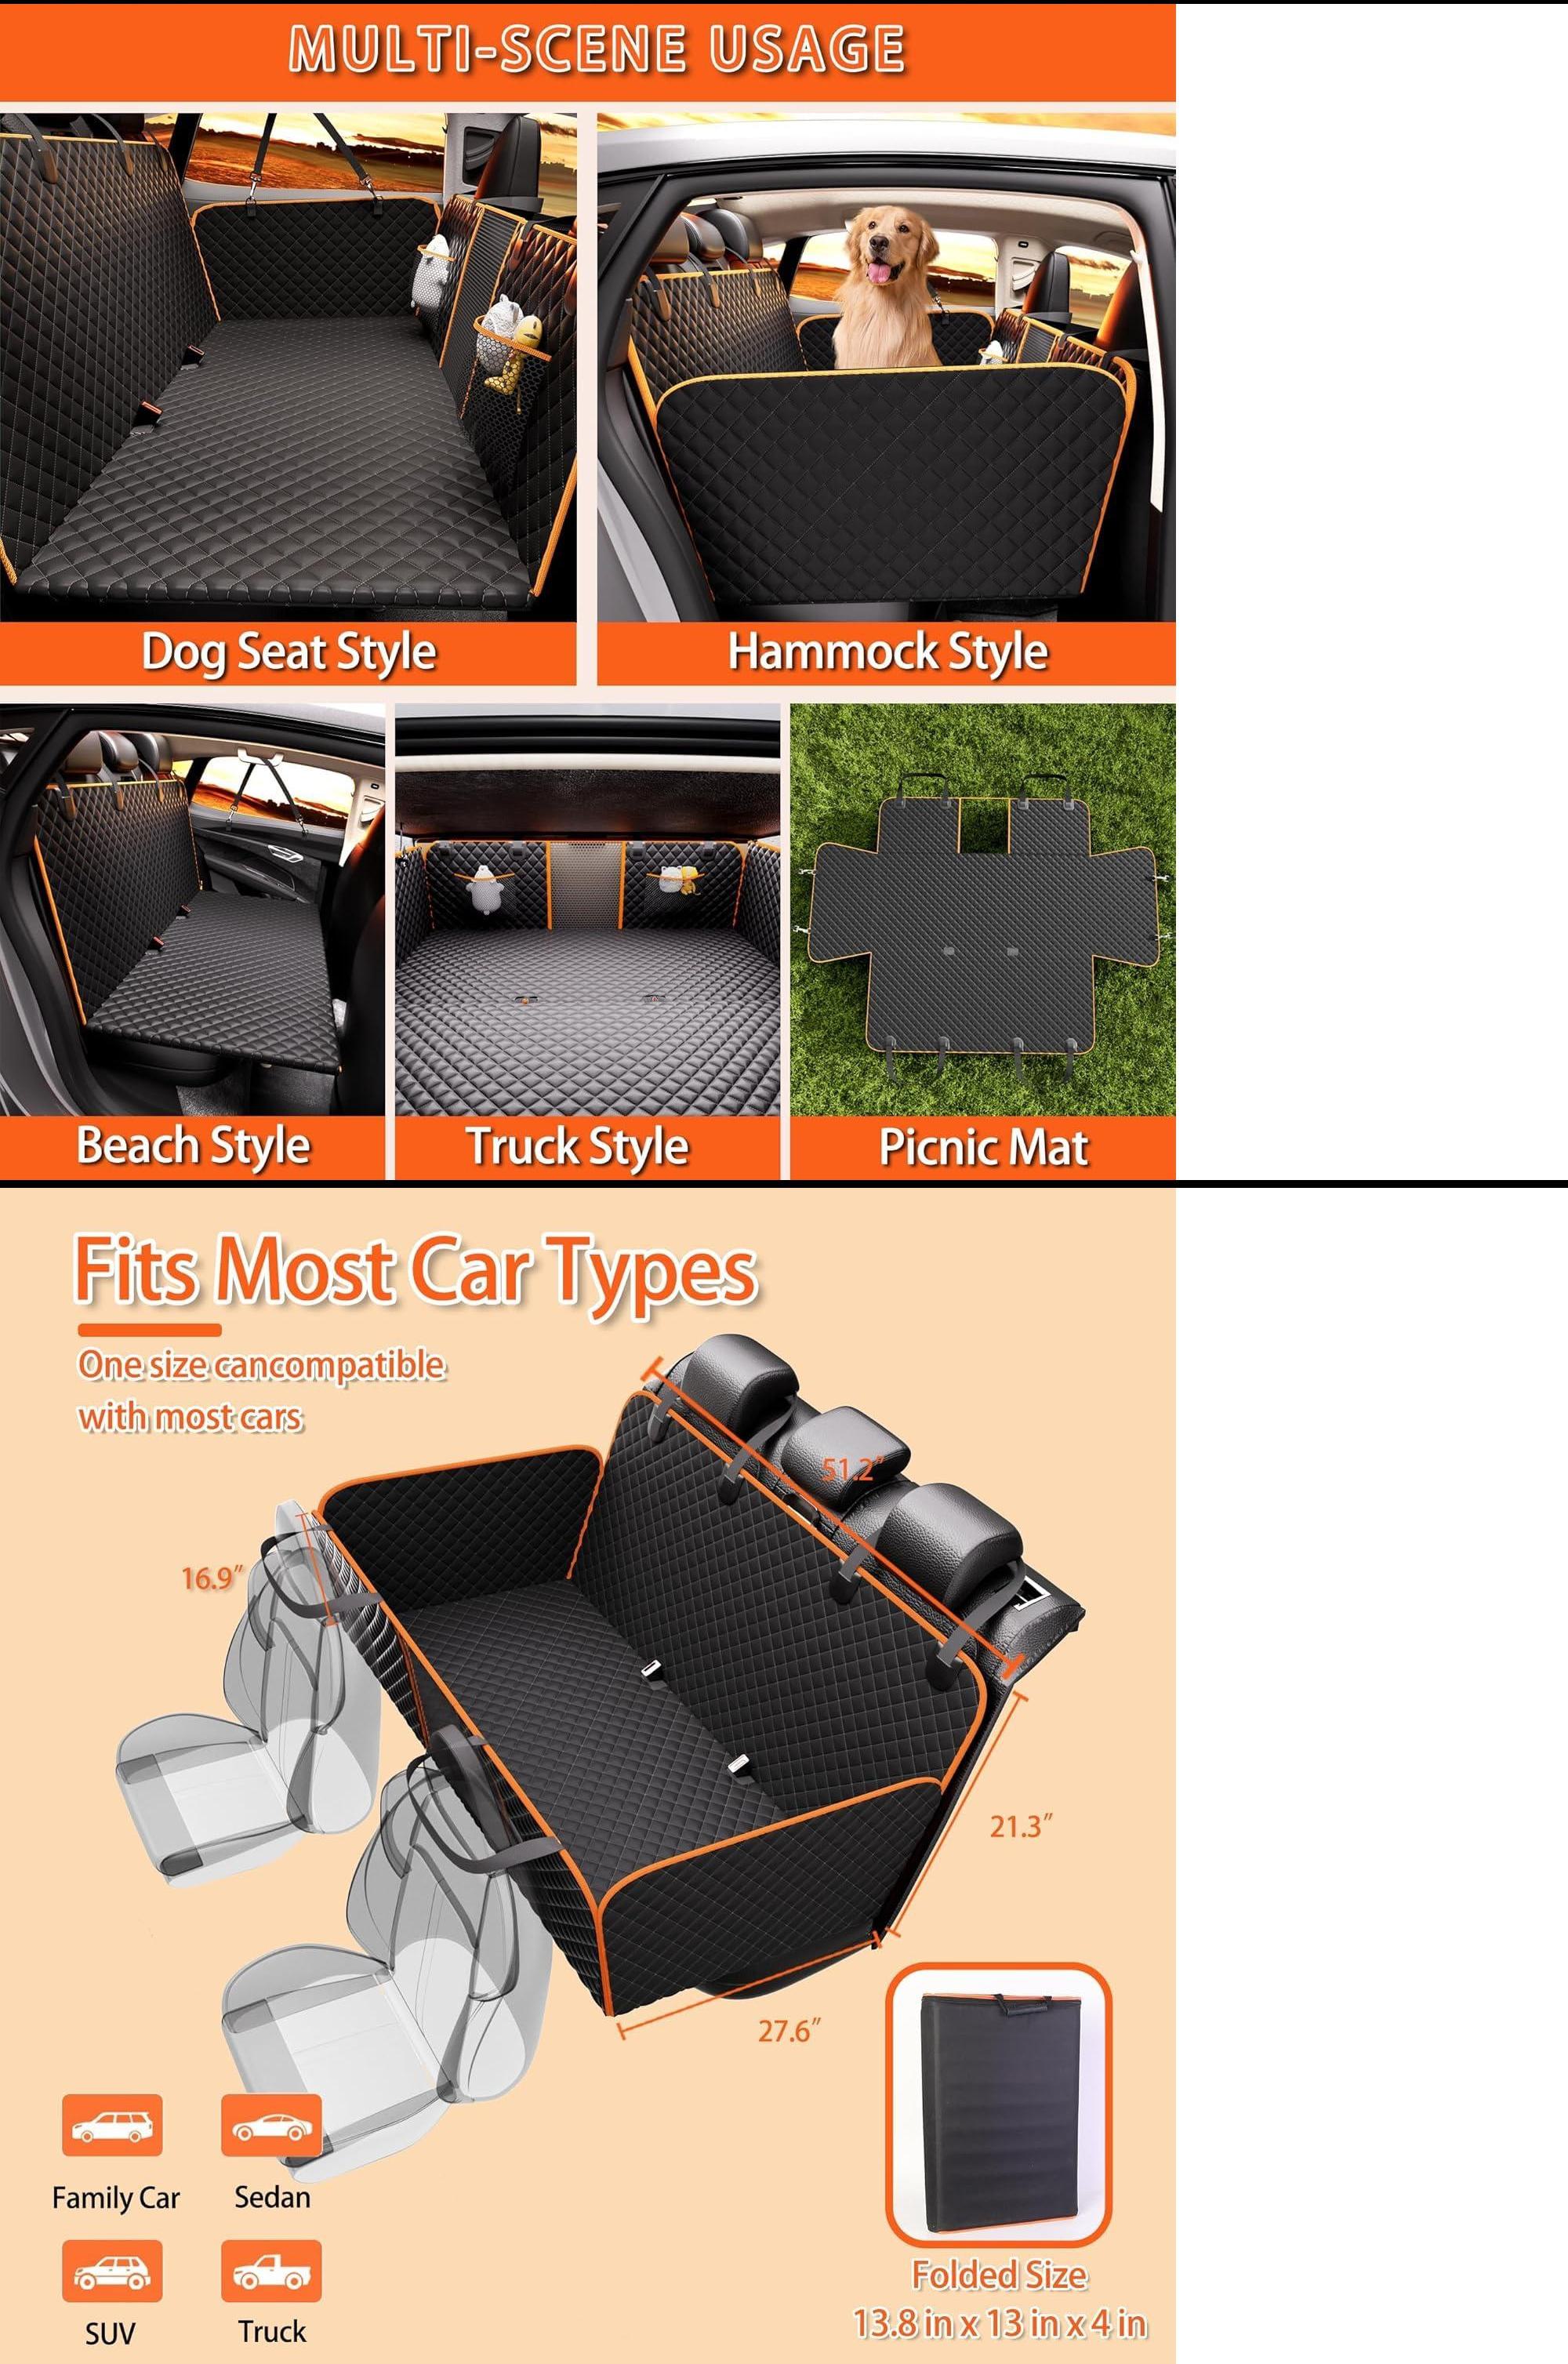 MULTI-SCENE USAGE
Dog Seat Style
Hammock Style
Beach Style
Truck Style
Picnic Mat
Fits Most Car Types
One size cancompatible
with most cars
51.2"
16.9"
21.3"
27.6"
Family Car
Sedan
SUV
Truck
Folded Size
13.8 in x 13 in x 4 in